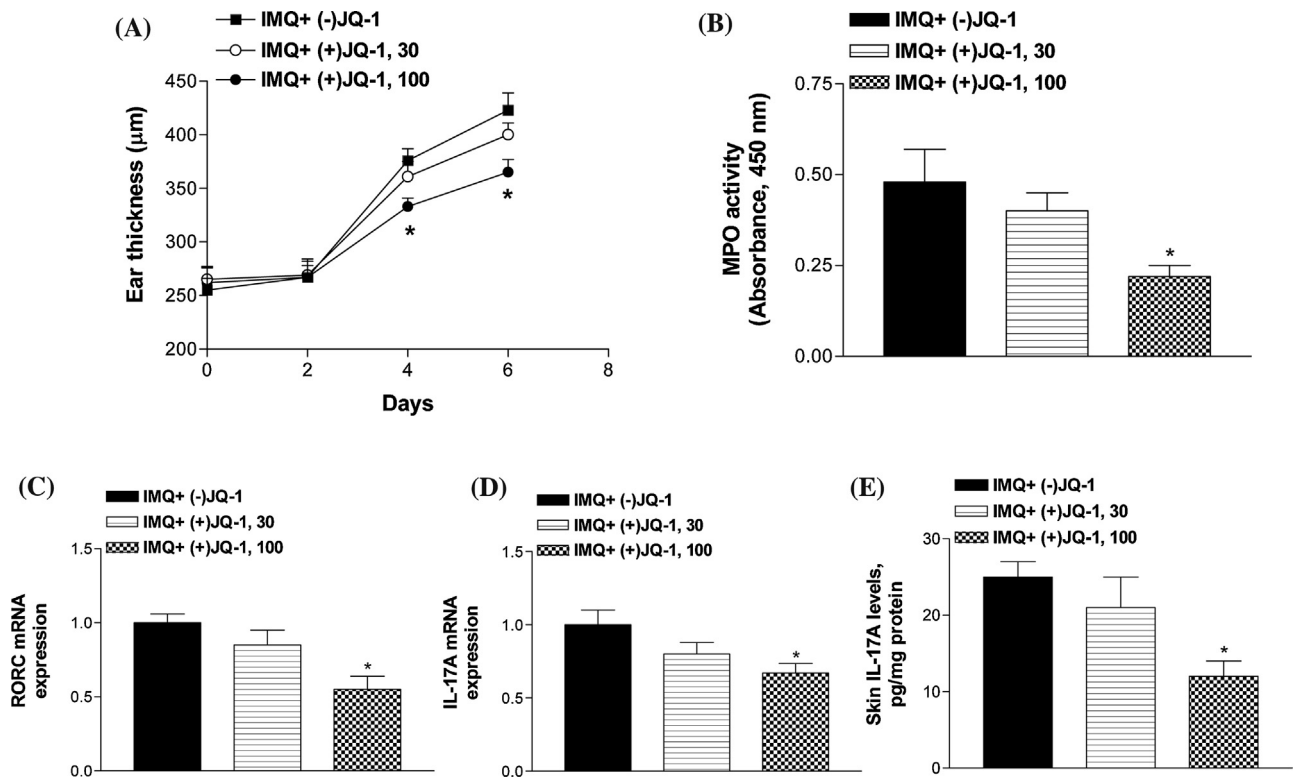 (A)
IMQ+ (-)JQ-1
IMQ+ (+)JQ-1, 30
IMQ+ (+)JQ-1, 100
Ear thickness (μm)
450
400
350
300
250
200
*
*
0 2 4 6 8
Days
(B)
IMQ+ (-)JQ-1
IMQ+ (+)JQ-1, 30
IMQ+ (+)JQ-1, 100
MPO activity
(Absorbance, 450 nm)
0.75
0.50
0.25
0.00
*
(C)
IMQ+ (-)JQ-1
IMQ+ (+)JQ-1, 30
IMQ+ (+)JQ-1, 100
RORC mRNA
expression
1.5
1.0
0.5
0.0
*
(D)
IMQ+ (-)JQ-1
IMQ+ (+)JQ-1, 30
IMQ+ (+)JQ-1, 100
IL-17A mRNA
expression
1.5
1.0
0.5
0.0
*
(E)
IMQ+ (-)JQ-1
IMQ+ (+)JQ-1, 30
IMQ+ (+)JQ-1, 100
Skin IL-17A levels,
pg/mg protein
30
20
10
0
*